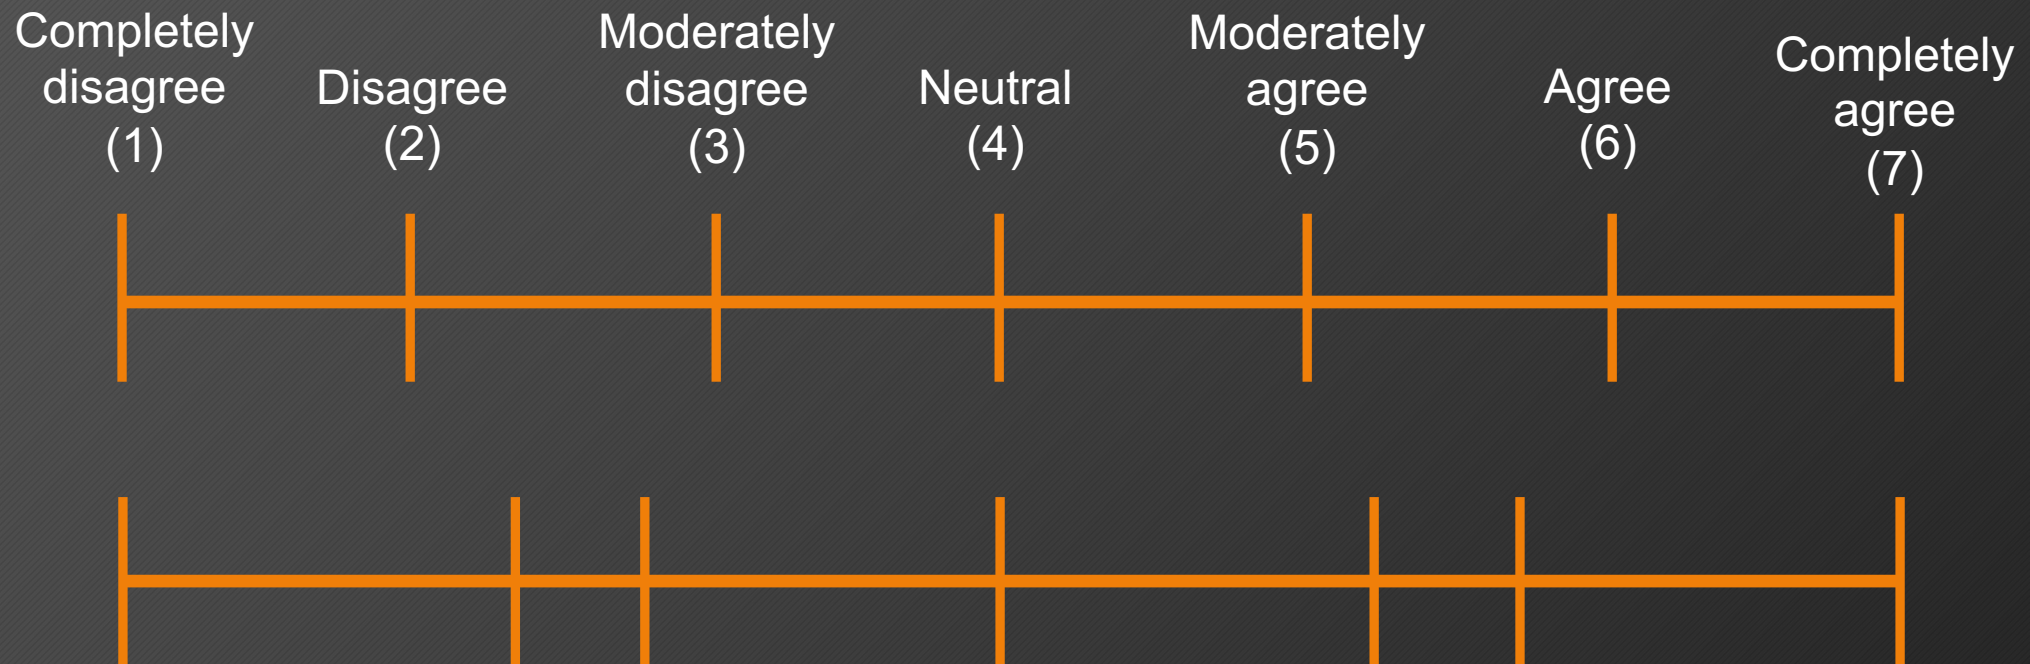 Completely
disagree
(1)
Disagree
(2)
Moderately
disagree
(3)
Neutral
(4)
Moderately
agree
(5)
Agree
(6)
Completely
agree
(7)